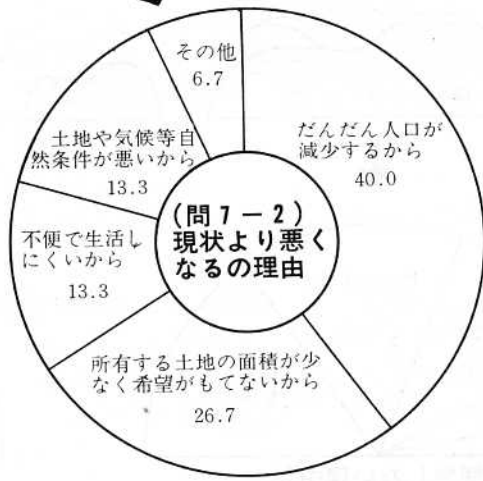 その他
6.7
だんだん人口が
減少するから
40.0
土地や気候等自
然条件が悪いから
13.3
(問7-2)
現状より悪く
なるの理由
不便で生活し
にくいから
13.3
所有する土地の面積が少
なく希望がもてないから
26.7